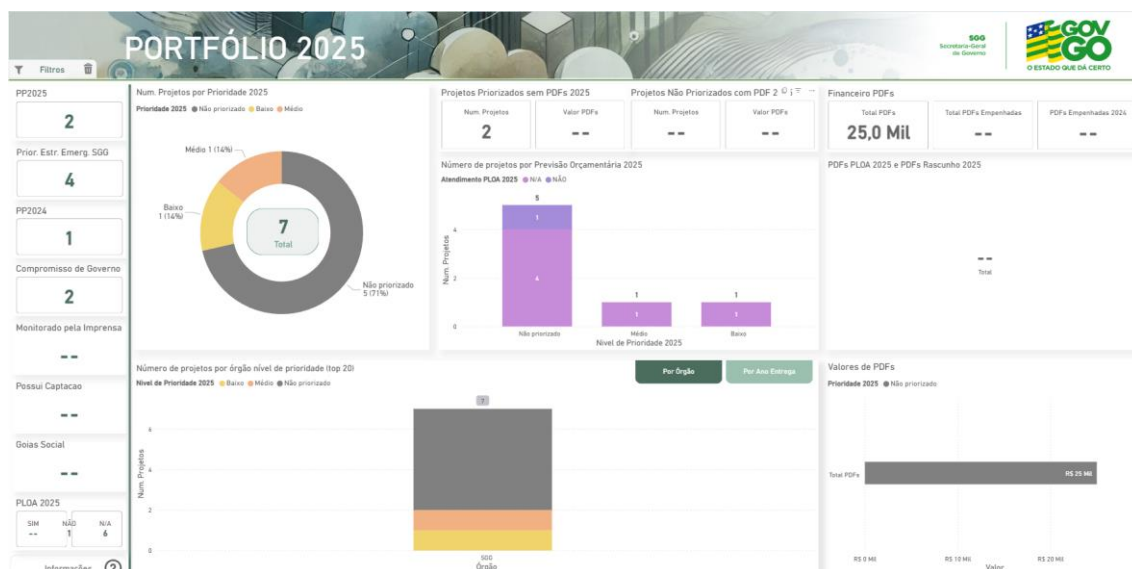 PORTFÓLIO 2025
SGG
Secretaria-Geral
de Governo
GOV
GO
O ESTADO QUE DÁ CERTO
Filtros
PP2025
2
Prior. Estr. Emerg. SGG
4
PP2024
1
Compromisso de Governo
2
Monitorado pela Imprensa
--
Possui Captacao
--
Goias Social
--
PLOA 2025
SIM NÃO N/A
-- 1 6
Informações ?
Num. Projetos por Prioridade 2025
Prioridade 2025 Não priorizado Baixo Médio
Médio 1 (14%)
Baixo
1 (14%)
7
Total
Não priorizado
5 (71%)
Projetos Priorizados sem PDFs 2025
Num. Projetos Valor PDFs
2 --
Projetos Não Priorizados com PDF 2
Num. Projetos Valor PDFs
-- --
Financeiro PDFs
Total PDFs Total PDFs Empenhadas PDFs Empenhadas 2024
25,0 Mil -- --
Número de projetos por Previsão Orçamentária 2025
Atendimento PLOA 2025 N/A NÃO
Num. Projetos
4
2
0
5
1
4
1
1
1
1
Não priorizado Médio Baixo
Nível de Prioridade 2025
PDFs PLOA 2025 e PDFs Rascunho 2025
--
Total
Número de projetos por órgão nível de prioridade (top 20)
Nível de Prioridade 2025 Baixo Médio Não priorizado
Por Órgão Por Ano Entrega
Num. Projetos
6
4
2
0
7
SGG
Órgão
Valores de PDFs
Prioridade 2025 Não priorizado
Total PDFs
R$ 25 Mil
R$ 0 Mil R$ 10 Mil R$ 20 Mil
Valor